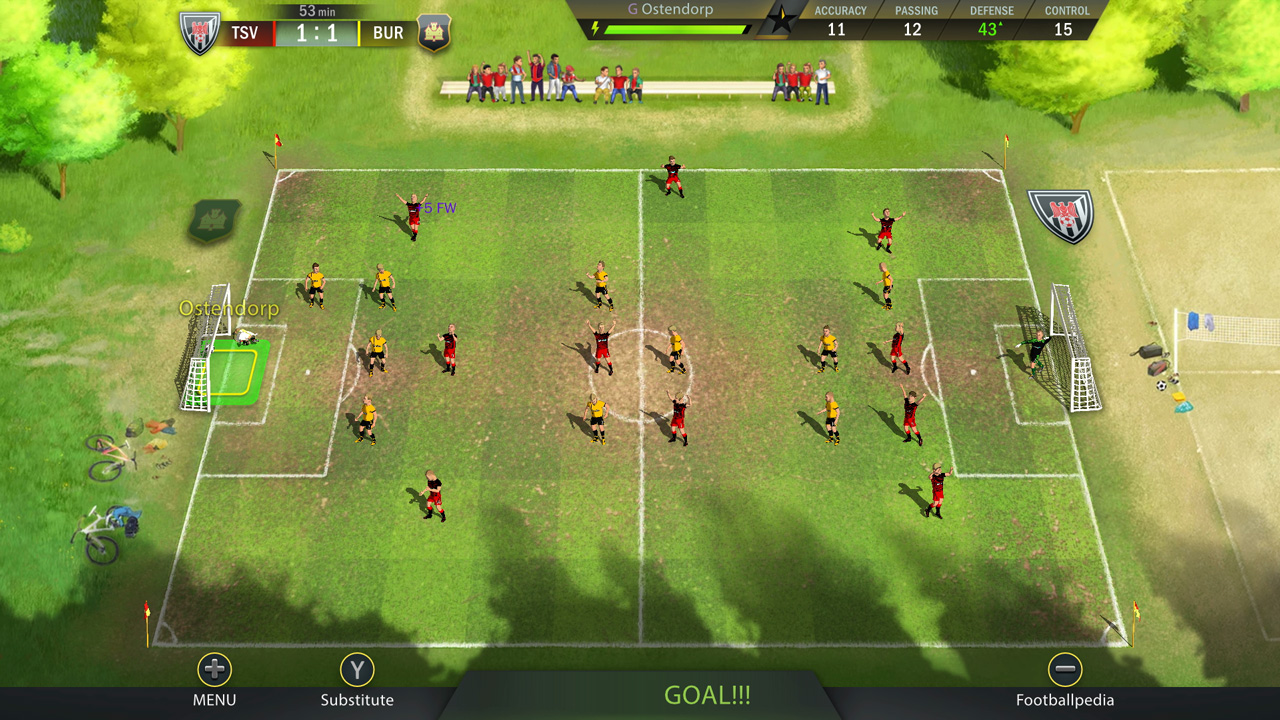 53 min
TSV 1 : 1 BUR
G Ostendorp
ACCURACY PASSING DEFENSE CONTROL
11 12 43 15
5 FW
Ostendorp
GOAL!!!
Y
MENU Substitute Footballpedia